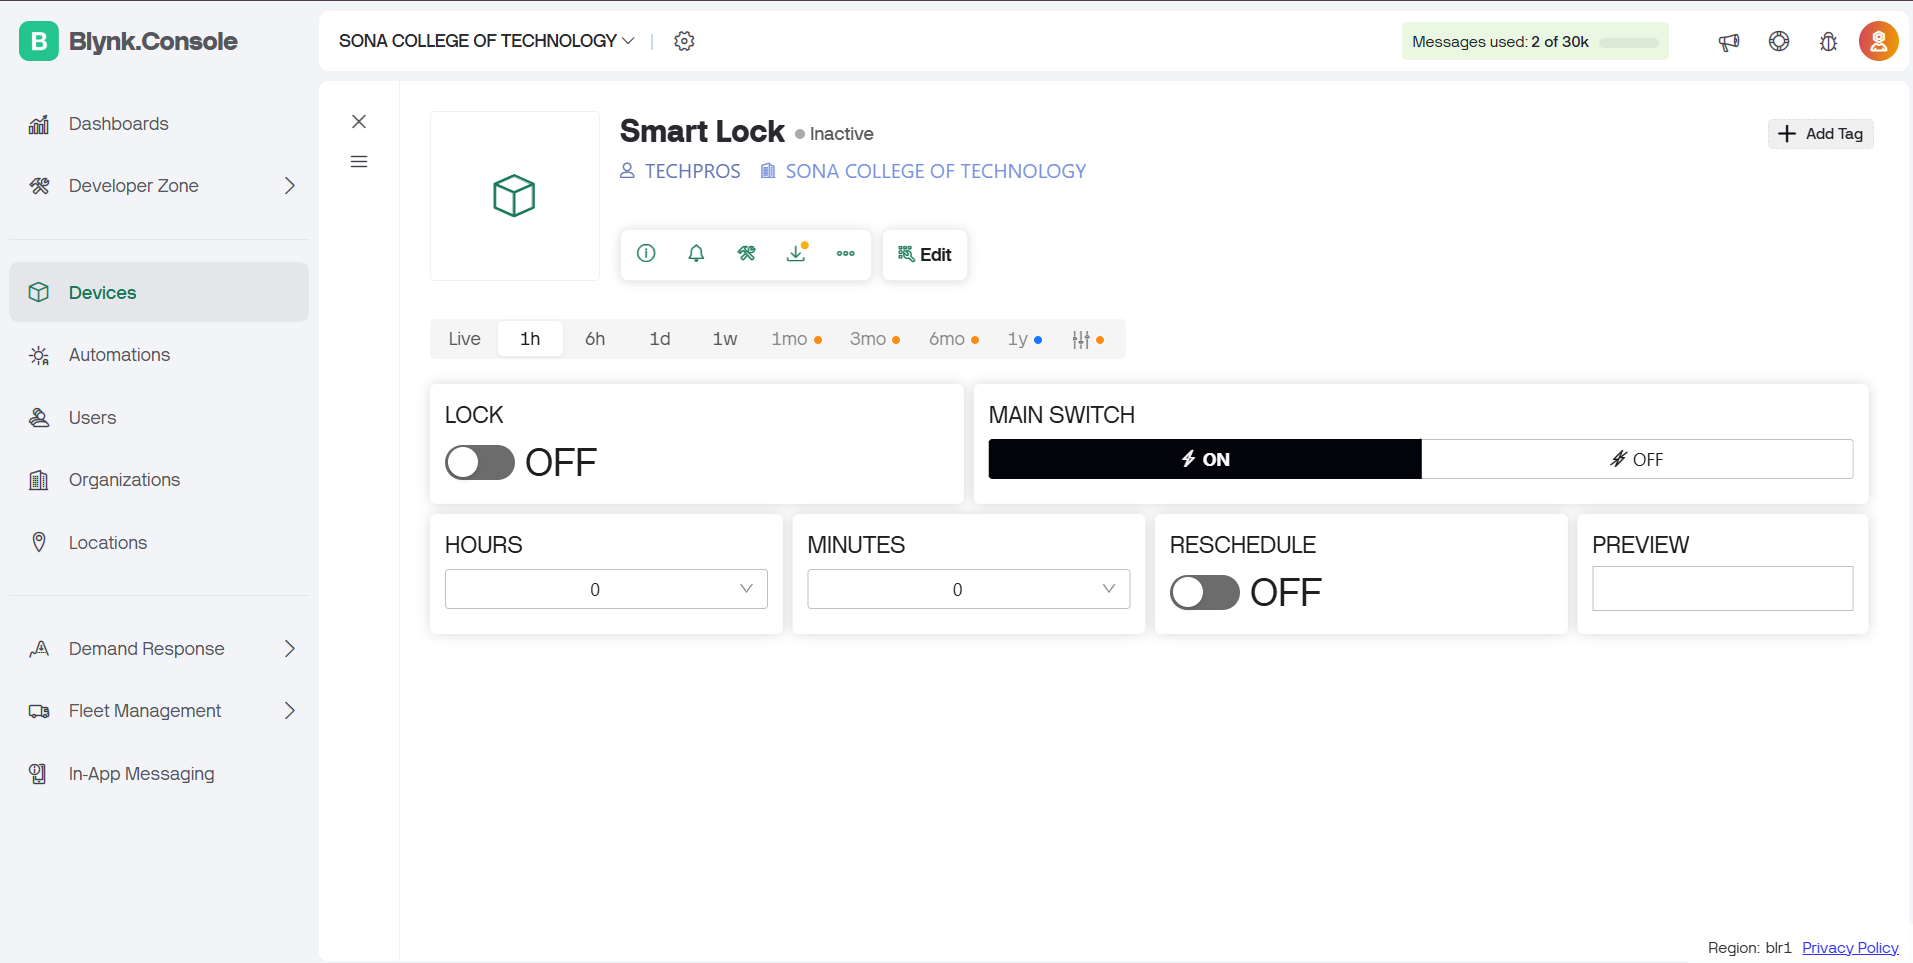 B Blynk.Console
SONA COLLEGE OF TECHNOLOGY
Messages used: 2 of 30k
Dashboards
Developer Zone
Devices
Automations
Users
Organizations
Locations
Demand Response
Fleet Management
In-App Messaging
Smart Lock Inactive
Add Tag
TECHPROS SONA COLLEGE OF TECHNOLOGY
Edit
Live 1h 6h 1d 1w 1mo 3mo 6mo 1y
LOCK
OFF
MAIN SWITCH
ON OFF
HOURS
0
MINUTES
0
RESCHEDULE
OFF
PREVIEW
Region: blr1 Privacy Policy